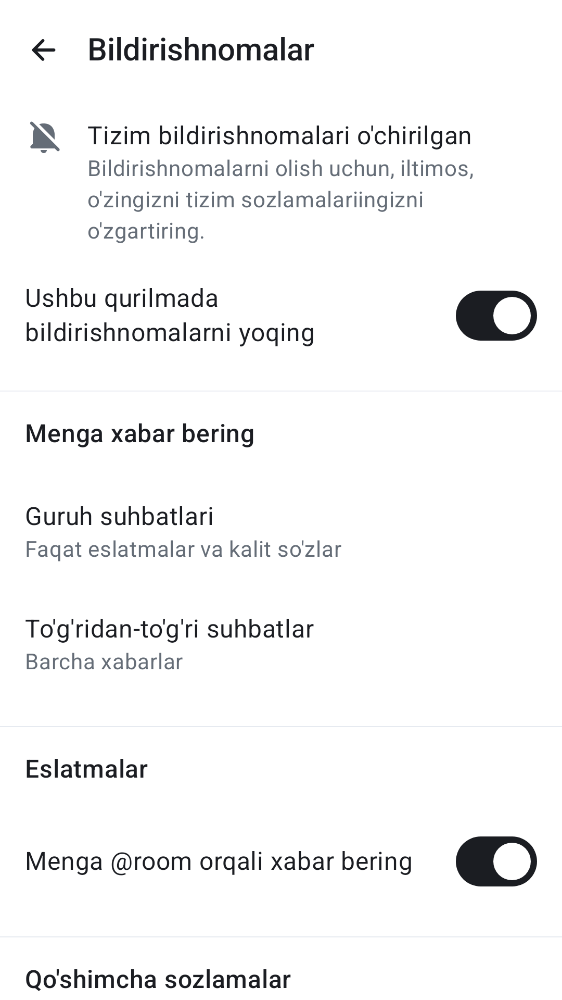 Bildirishnomalar
Tizim bildirishnomalari o'chirilgan
Bildirishnomalarni olish uchun, iltimos,
o'zingizni tizim sozlamalariingizni
o'zgartiring.
Ushbu qurilmada
bildirishnomalarni yoqing
Menga xabar bering
Guruh suhbatlari
Faqat eslatmalar va kalit so'zlar
To'g'ridan-to'g'ri suhbatlar
Barcha xabarlar
Eslatmalar
Menga @room orqali xabar bering
Qo'shimcha sozlamalar